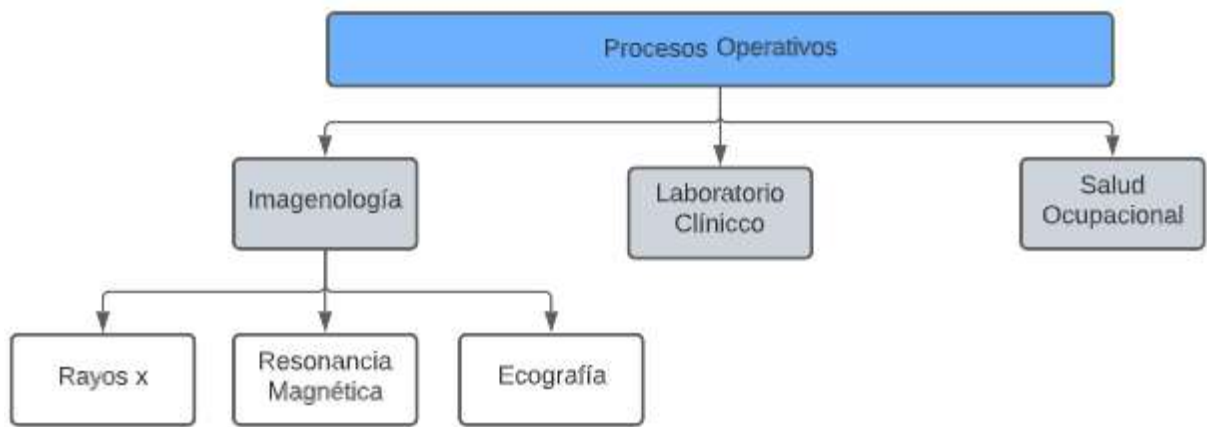 Procesos Operativos
Imagenología
Laboratorio
Clínicco
Salud
Ocupacional
Rayos x
Resonancia
Magnética
Ecografía